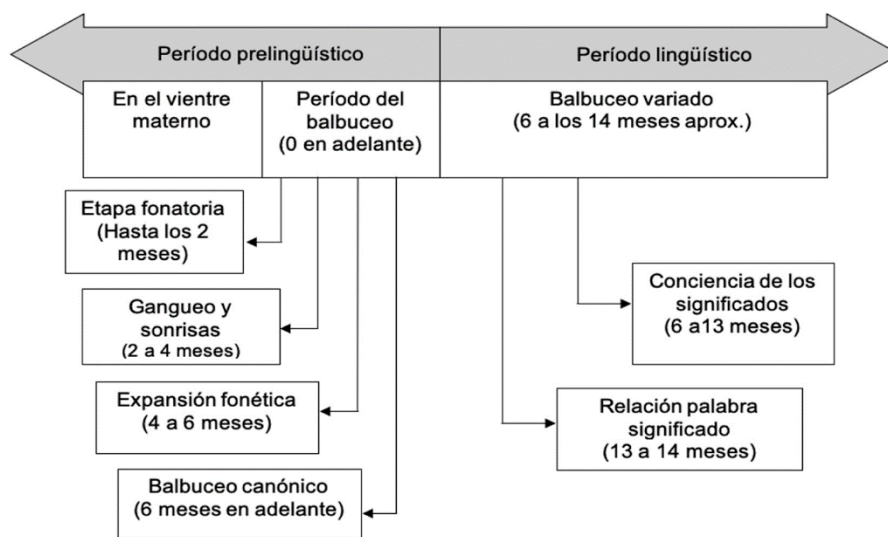 Período prelingüístico
Período lingüístico
En el vientre
materno
Período del
balbuceo
(0 en adelante)
Balbuceo variado
(6 a los 14 meses aprox.)
Etapa fonatoria
(Hasta los 2
meses)
Gangueo y
sonrisas
(2 a 4 meses)
Expansión fonética
(4 a 6 meses)
Balbuceo canónico
(6 meses en adelante)
Conciencia de los
significados
(6 a13 meses)
Relación palabra
significado
(13 a 14 meses)